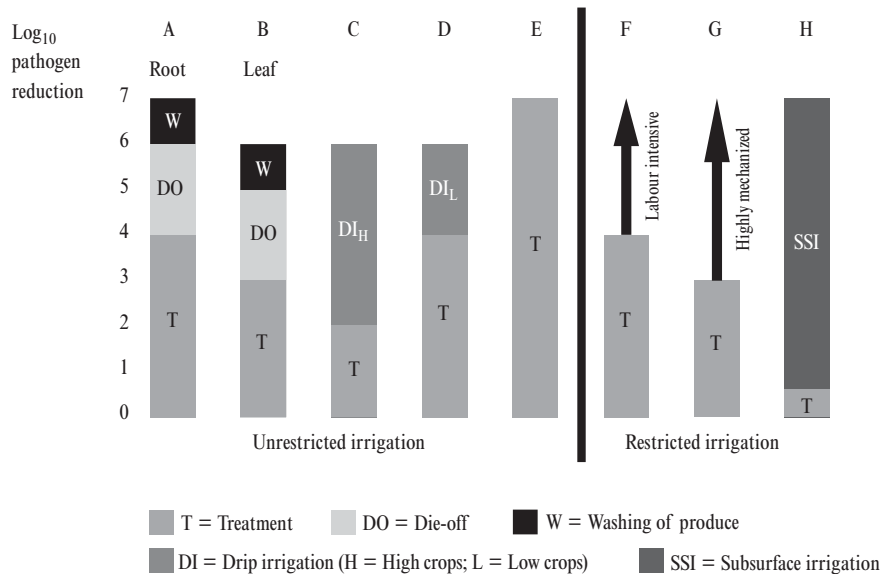 Log10 pathogen reduction
A B C D E F G H
Root Leaf
7
6
5
4
3
2
1
0
W
DO
T
W
DO
T
DIH
T
DIL
T
T
Labour intensive
T
Highly mechanized
T
SSI
T
Unrestricted irrigation Restricted irrigation
T = Treatment DO = Die-off W = Washing of produce
DI = Drip irrigation (H = High crops; L = Low crops) SSI = Subsurface irrigation